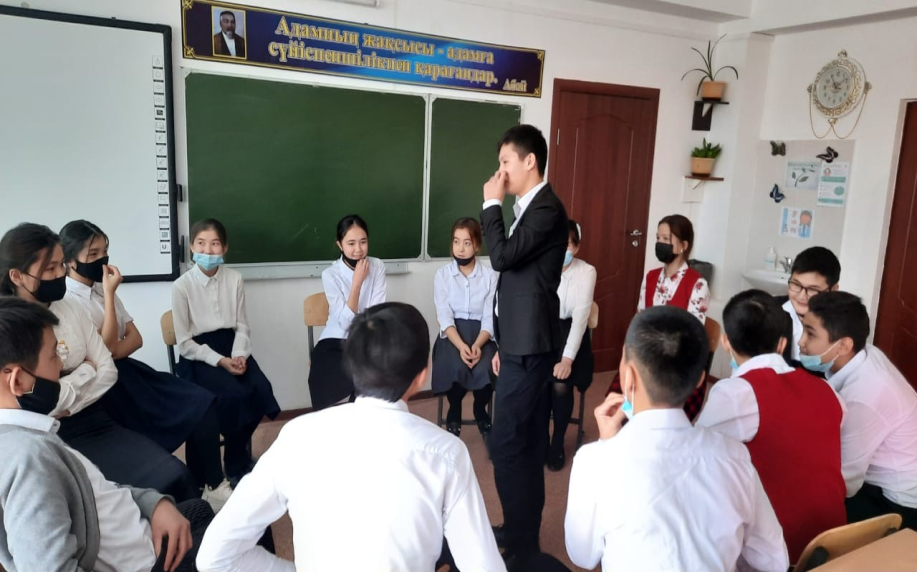 Адамның жақсысы - адамға
сүйіспеншілікпен қарағандар.
Абай